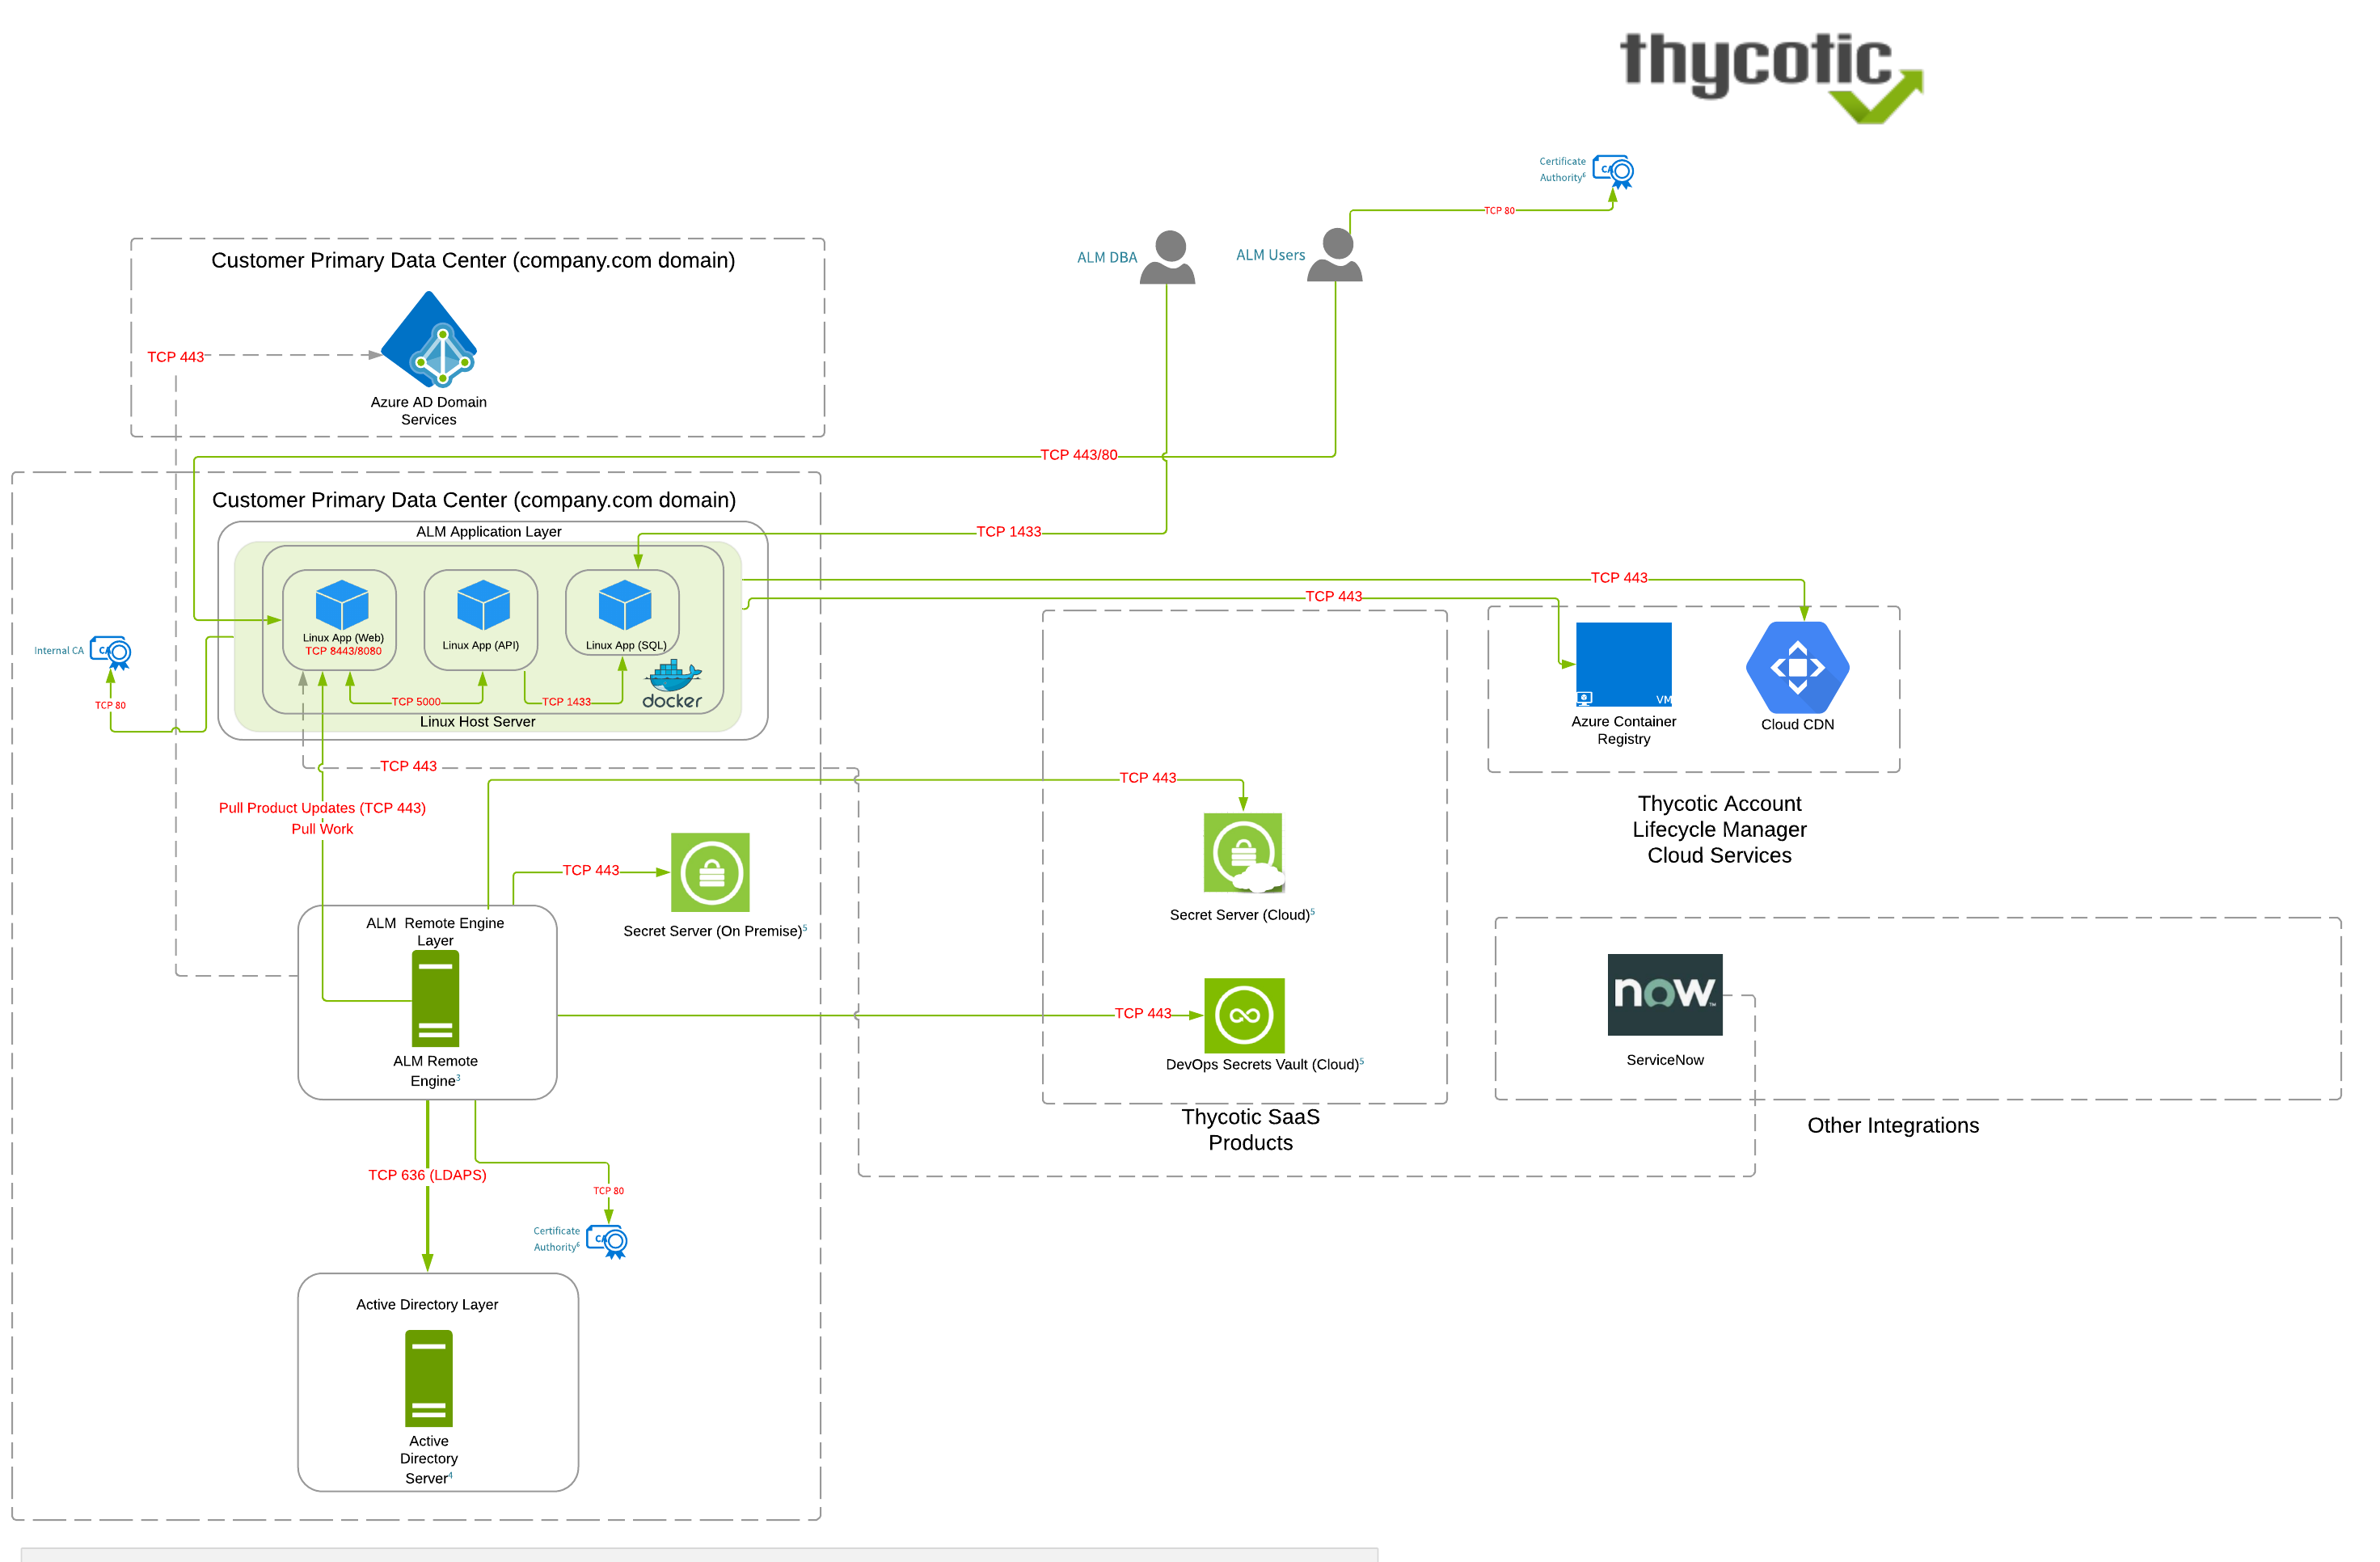 thycotic
Certificate
Authority⁶
CA
TCP 80
ALM DBA
ALM Users
Customer Primary Data Center (company.com domain)
TCP 443
Azure AD Domain
Services
TCP 443/80
Customer Primary Data Center (company.com domain)
ALM Application Layer
TCP 1433
TCP 443
TCP 443
Linux App (Web)
TCP 8443/8080
Linux App (API)
Linux App (SQL)
Internal CA
CA
TCP 80
TCP 5000
TCP 1433
docker
Linux Host Server
VM
Azure Container
Registry
Cloud CDN
TCP 443
TCP 443
Pull Product Updates (TCP 443)
Pull Work
Thycotic Account
Lifecycle Manager
Cloud Services
TCP 443
Secret Server (On Premise)⁵
Secret Server (Cloud)⁵
ALM Remote Engine
Layer
ALM Remote
Engine³
TCP 443
DevOps Secrets Vault (Cloud)⁵
now™
ServiceNow
Thycotic SaaS
Products
Other Integrations
TCP 636 (LDAPS)
TCP 80
Certificate
Authority⁶
CA
Active Directory Layer
Active
Directory
Server⁴